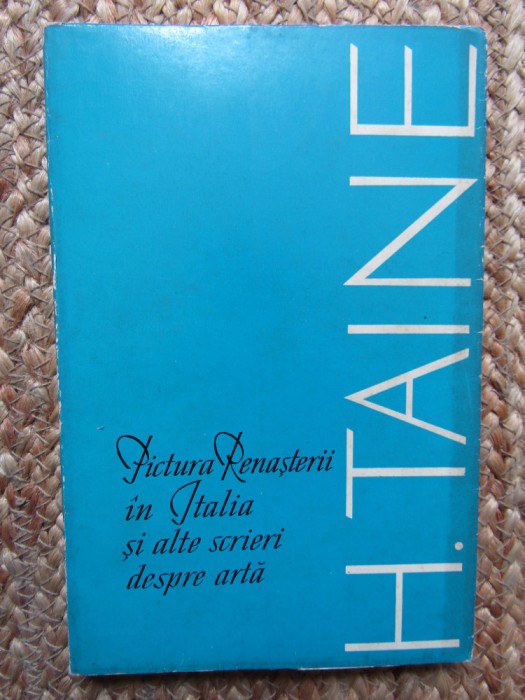 H. TAINE
Pictura Renașterii
în Italia
și alte scrieri
despre artă